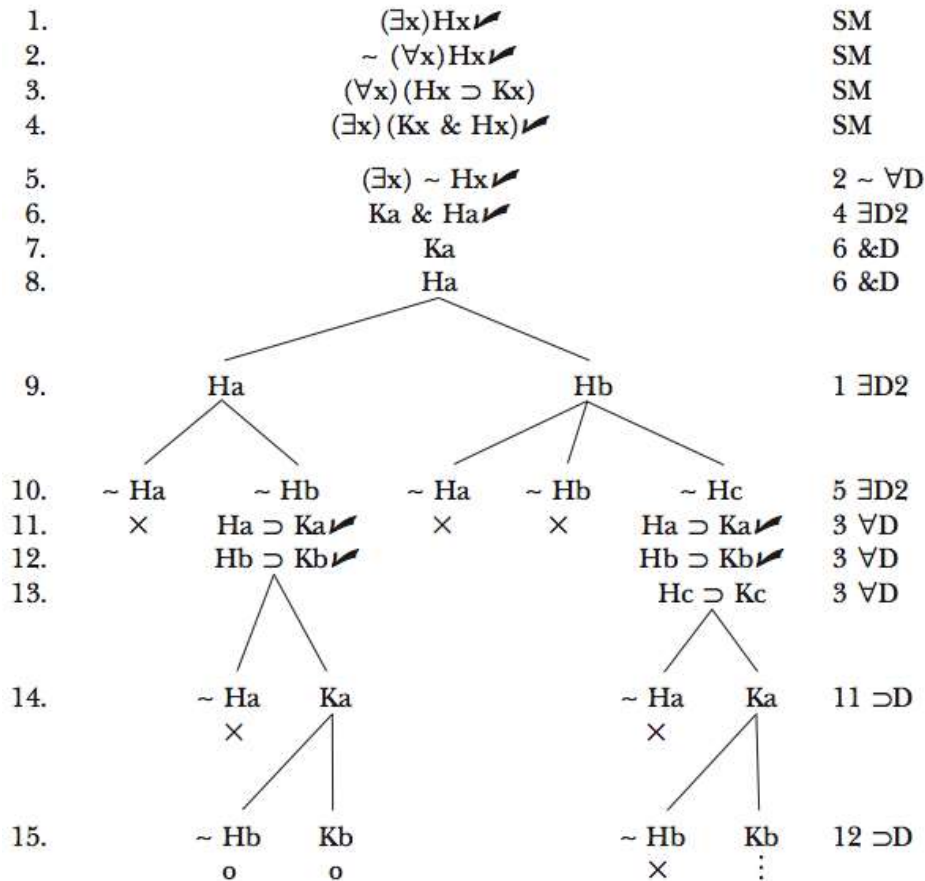 1. (∃x)Hx✔ SM
2. ~ (∀x)Hx✔ SM
3. (∀x)(Hx ⊃ Kx) SM
4. (∃x)(Kx & Hx)✔ SM
5. (∃x) ~ Hx✔ 2 ~ ∀D
6. Ka & Ha✔ 4 ∃D2
7. Ka 6 &D
8. Ha 6 &D
9. Ha Hb 1 ∃D2
10. ~ Ha ~ Hb ~ Ha ~ Hb ~ Hc 5 ∃D2
11. × Ha ⊃ Ka✔ × × Ha ⊃ Ka✔ 3 ∀D
12. Hb ⊃ Kb✔ Hb ⊃ Kb✔ 3 ∀D
13. Hc ⊃ Kc 3 ∀D
14. ~ Ha Ka ~ Ha Ka 11 ⊃D
× ×
15. ~ Hb Kb ~ Hb Kb 12 ⊃D
o o × ⋮